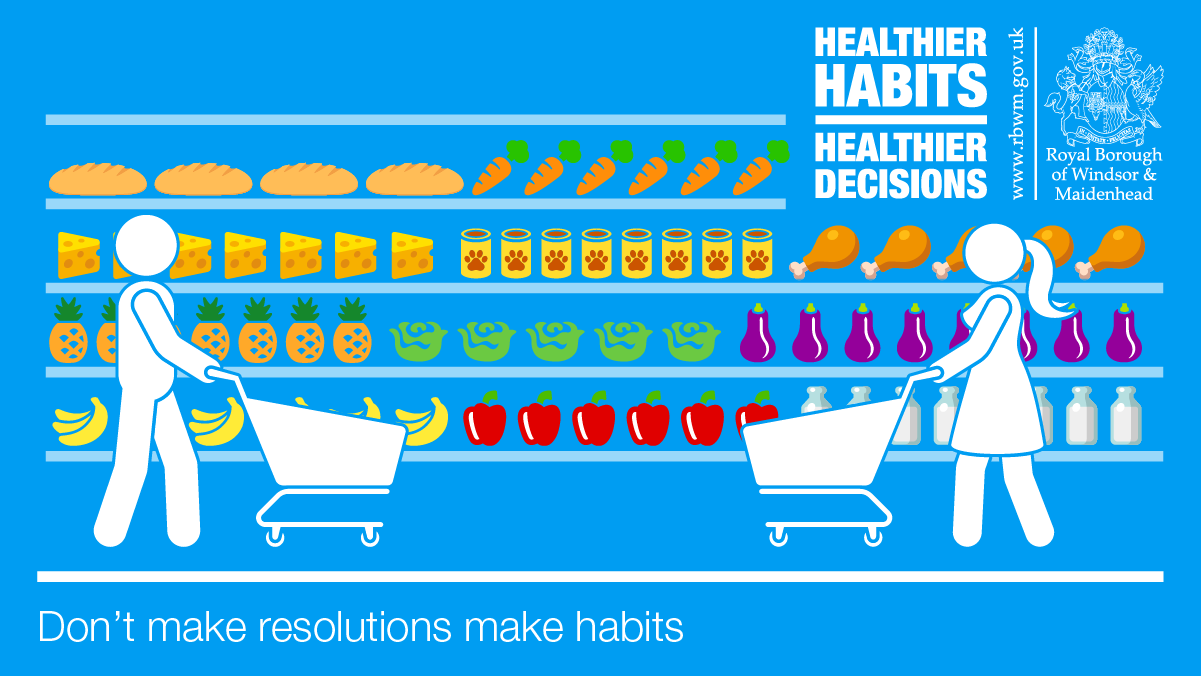 HEALTHIER
HABITS
HEALTHIER
DECISIONS
www.rbwm.gov.uk
Royal Borough
of Windsor &
Maidenhead
Don't make resolutions make habits